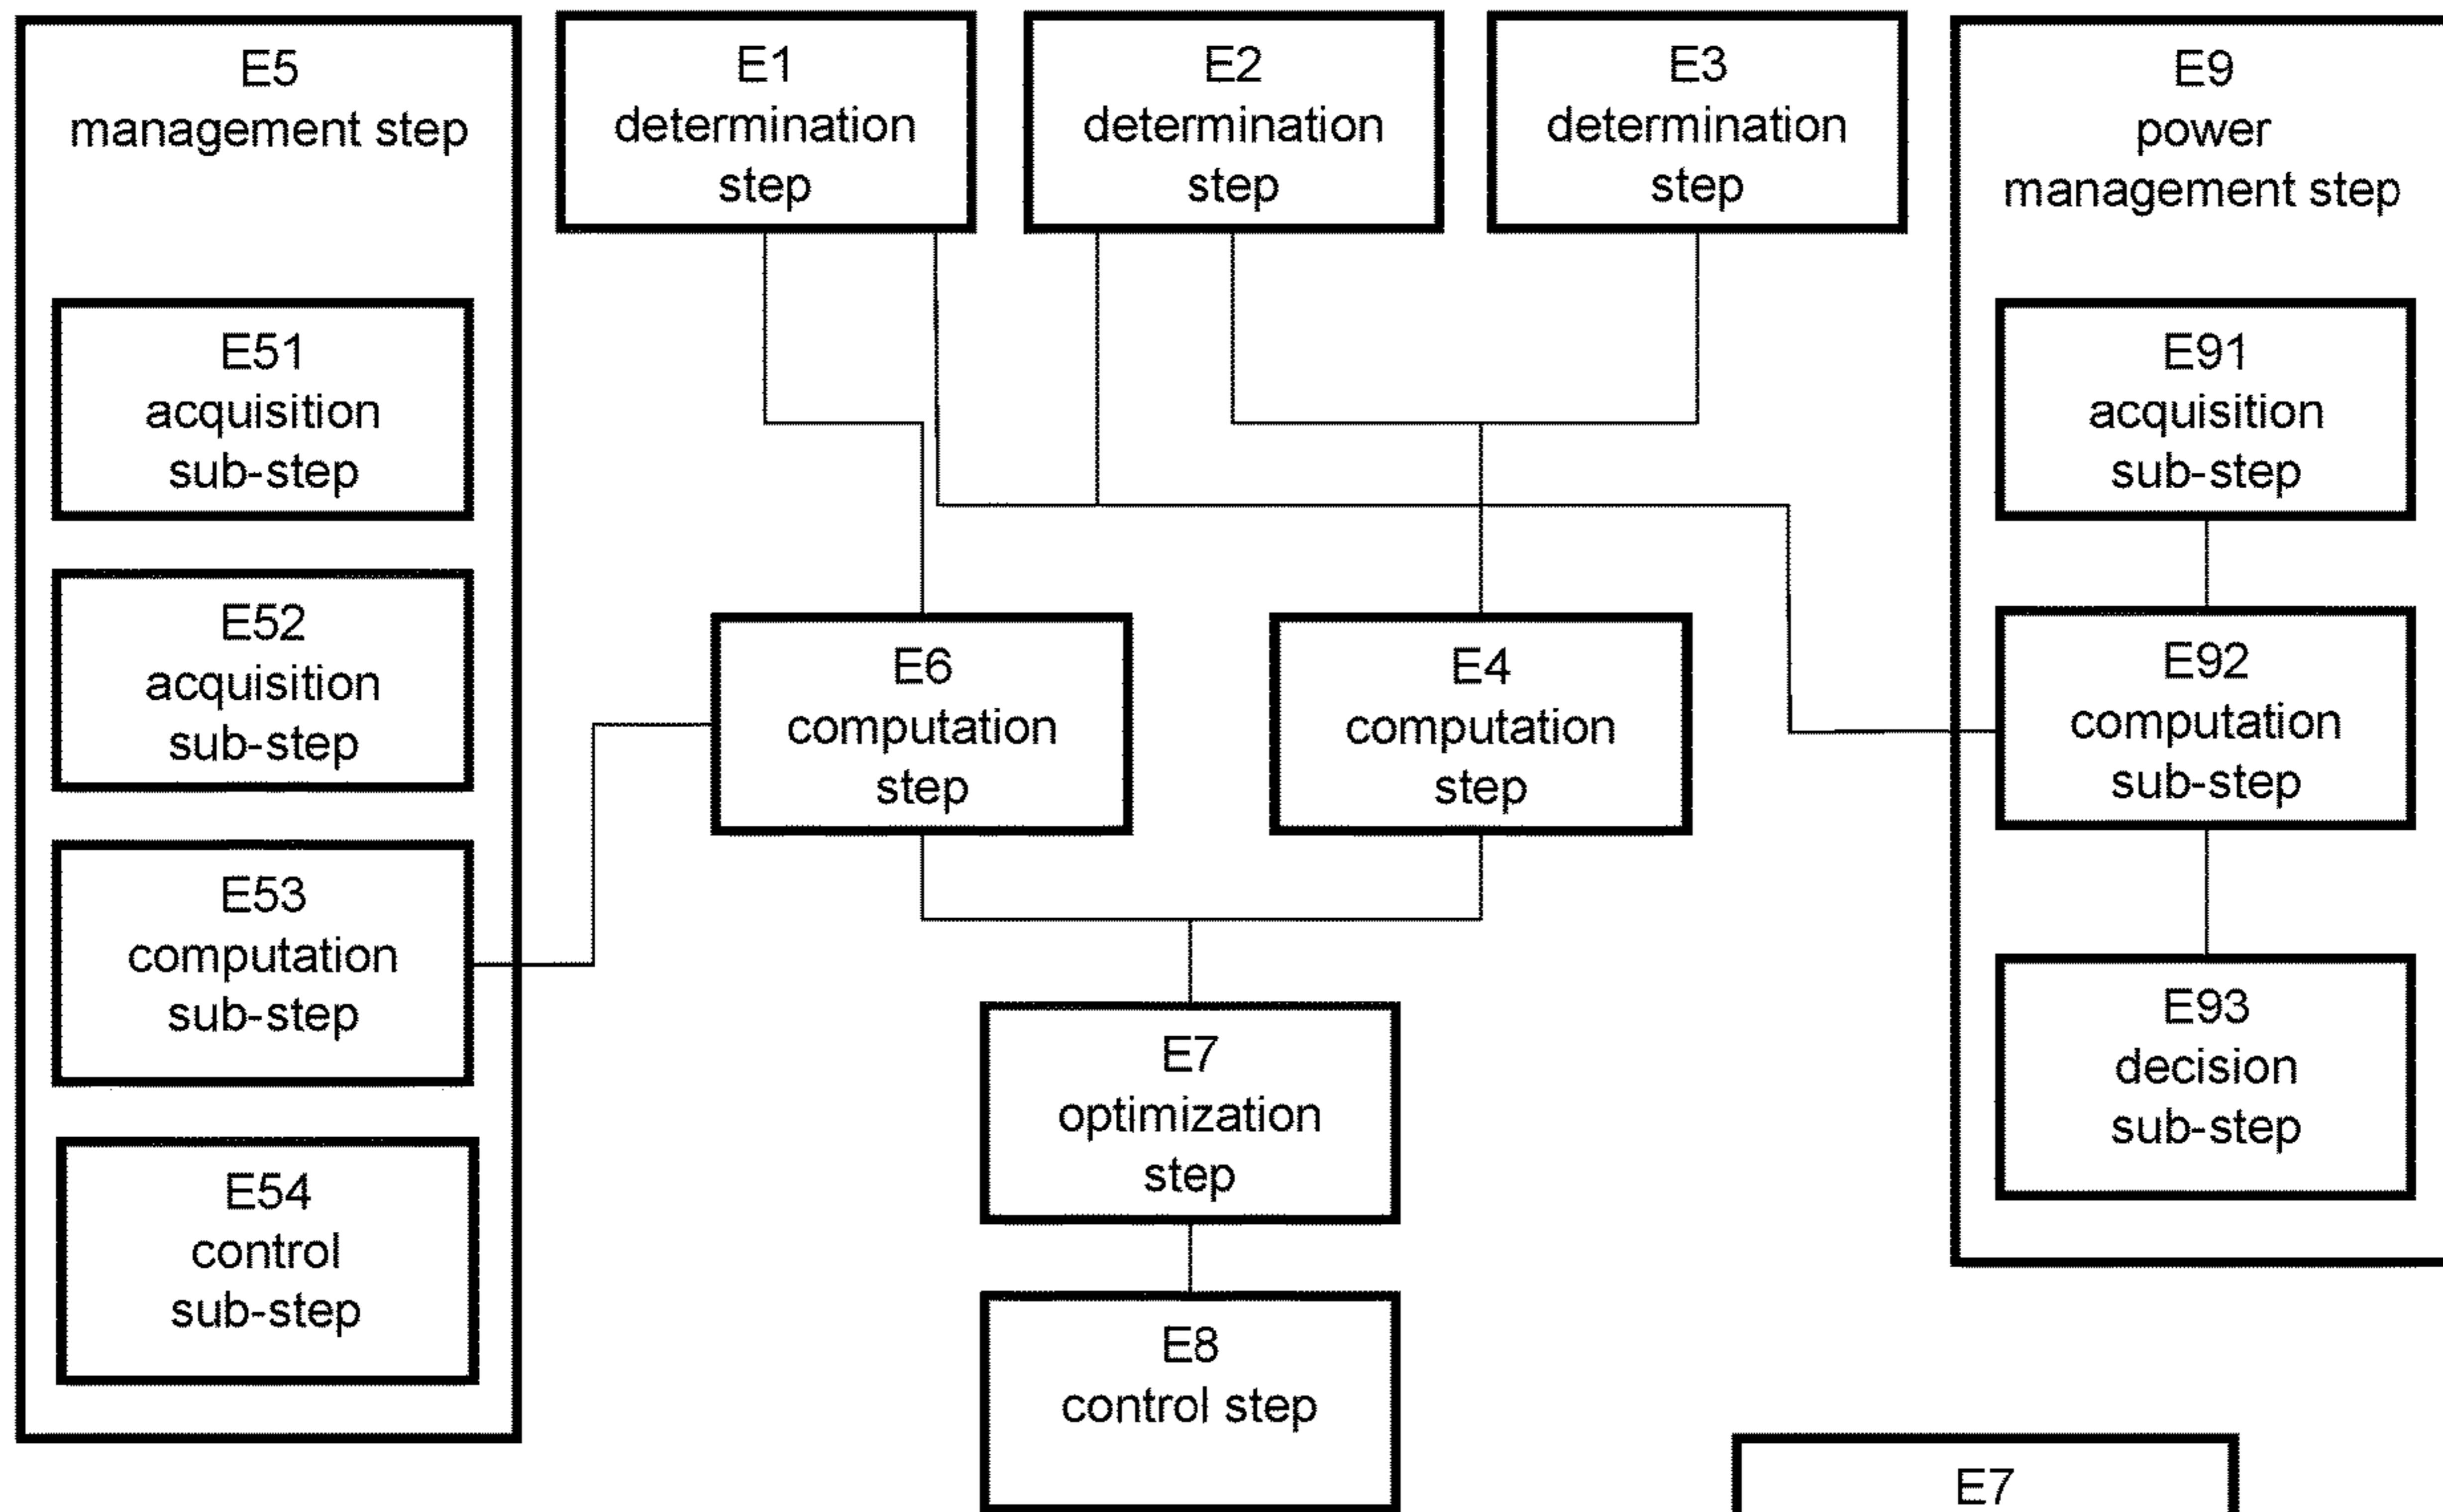 E5
management step
E51
acquisition
sub-step
E52
acquisition
sub-step
E53
computation
sub-step
E54
control
sub-step
E1
determination
step
E2
determination
step
E3
determination
step
E6
computation
step
E4
computation
step
E7
optimization
step
E8
control step
E9
power
management step
E91
acquisition
sub-step
E92
computation
sub-step
E93
decision
sub-step
E7